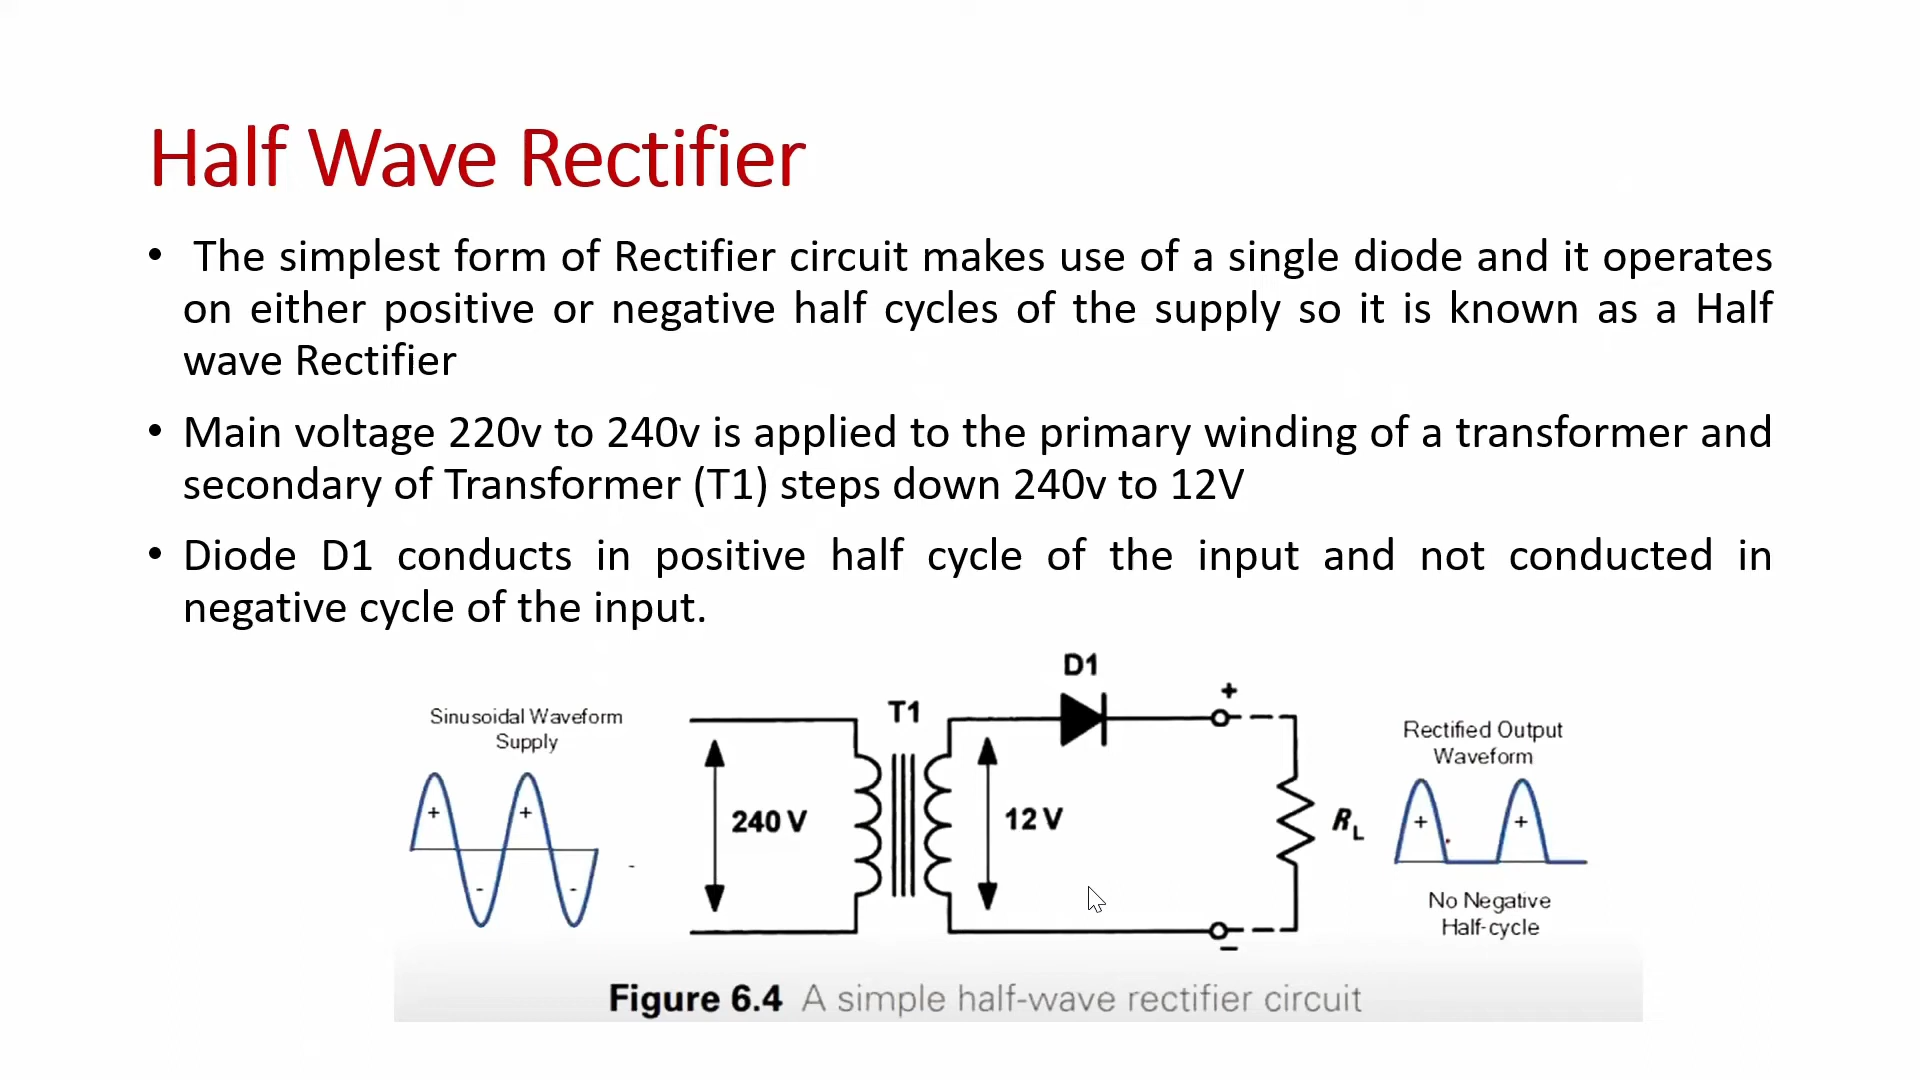 Half Wave Rectifier
• The simplest form of Rectifier circuit makes use of a single diode and it operates
on either positive or negative half cycles of the supply so it is known as a Half
wave Rectifier
• Main voltage 220v to 240v is applied to the primary winding of a transformer and
secondary of Transformer (T1) steps down 240v to 12V
• Diode D1 conducts in positive half cycle of the input and not conducted in
negative cycle of the input.
Sinusoidal Waveform
Supply
+ +
- -
-
240 V
T1
12 V
D1
+
-
RL
Rectified Output
Waveform
+ +
No Negative
Half-cycle
Figure 6.4 A simple half-wave rectifier circuit